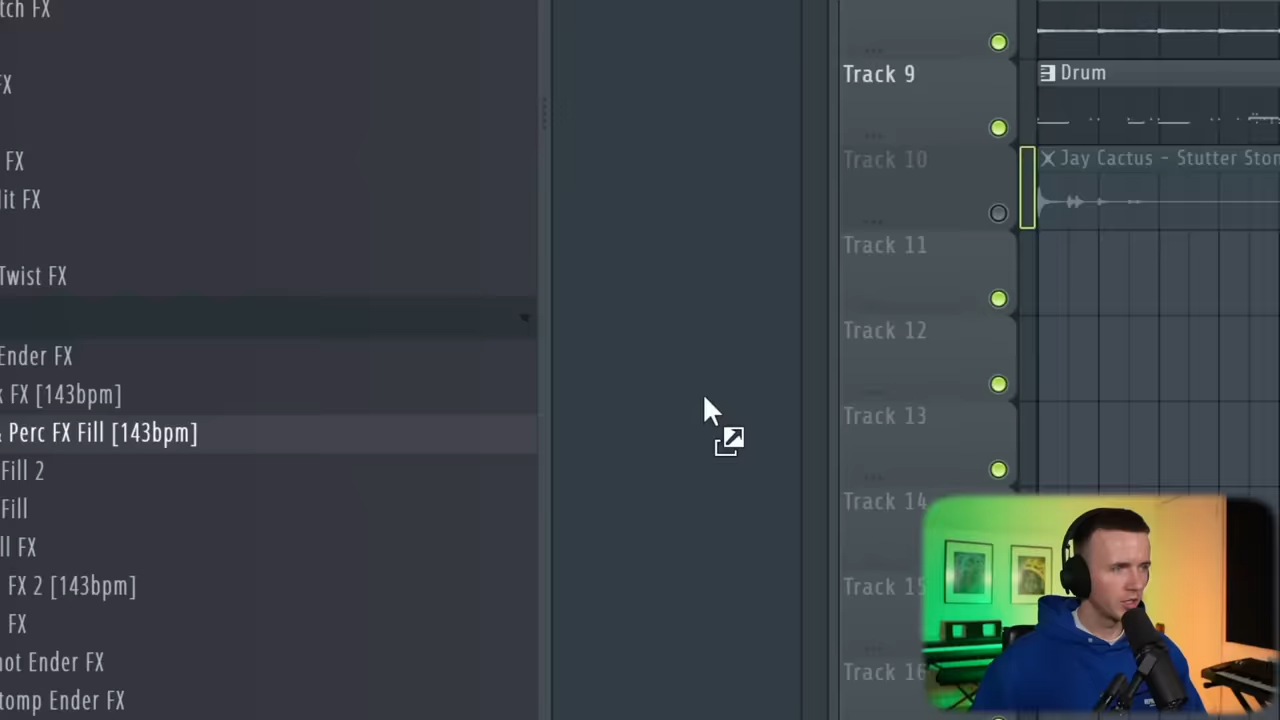 tch FX
FX
FX
lit FX
Twist FX
Ender FX
FX [143bpm]
Perc FX Fill [143bpm]
Fill 2
Fill
ll FX
FX 2 [143bpm]
FX
not Ender FX
tomp Ender FX
Track 9
Drum
Track 10
Jay Cactus - Stutter Ston
Track 11
Track 12
Track 13
Track 14
Track 15
Track 16